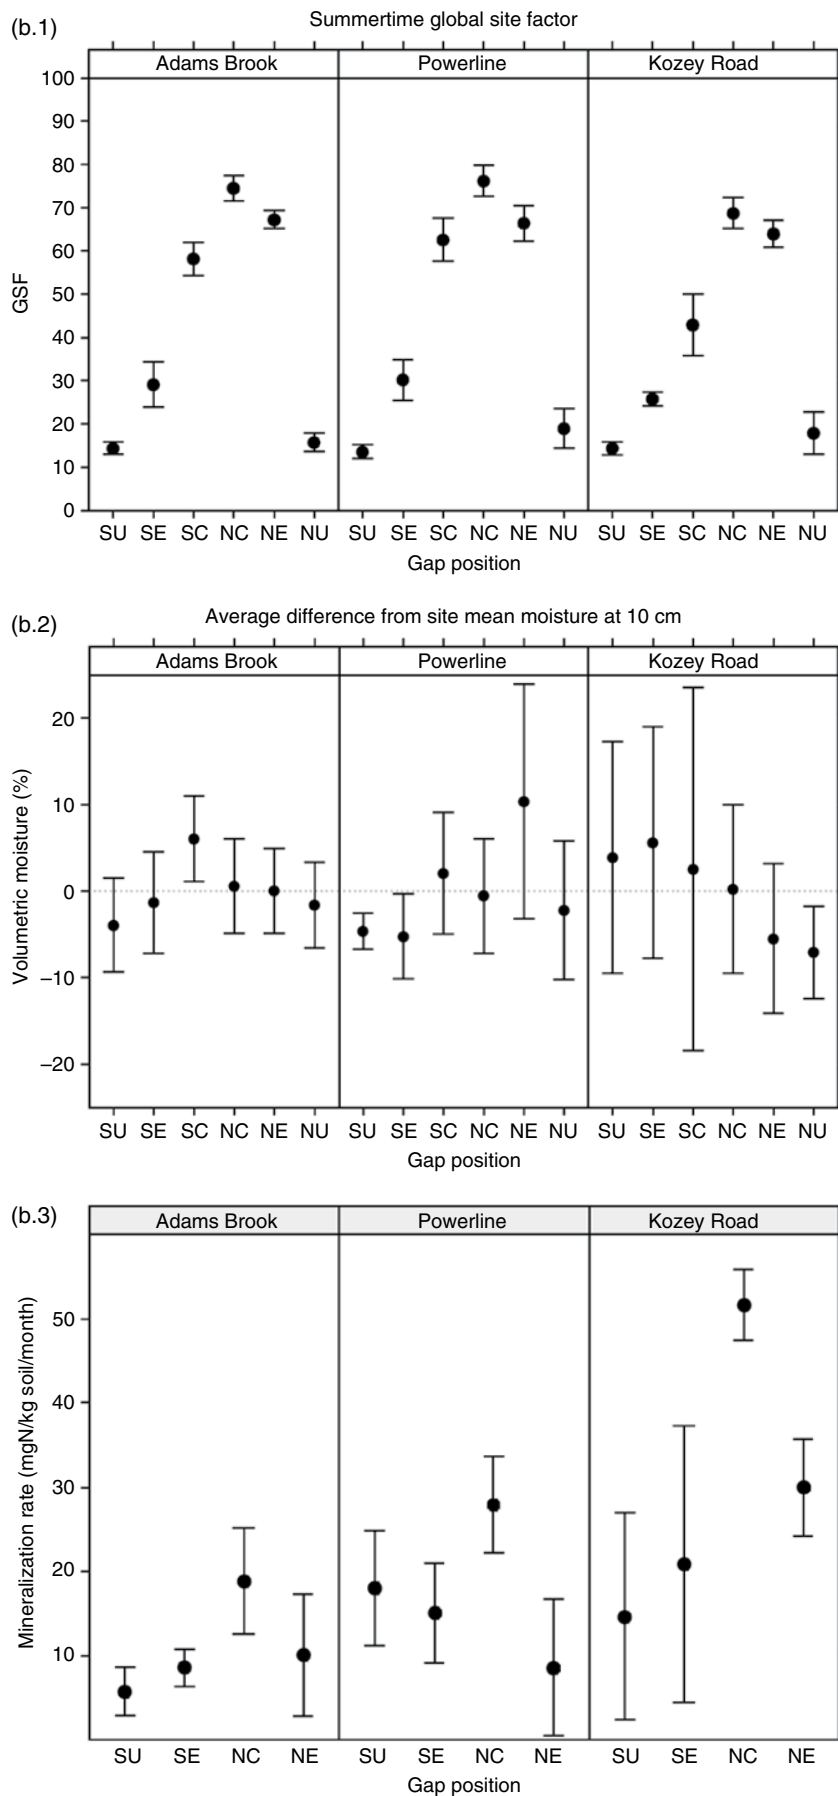 (b.1)
Summertime global site factor
Adams Brook Powerline Kozey Road
100
90
80
70
60
50
40
30
20
10
0
GSF
SU SE SC NC NE NU SU SE SC NC NE NU SU SE SC NC NE NU
Gap position
(b.2)
Average difference from site mean moisture at 10 cm
Adams Brook Powerline Kozey Road
20
10
0
–10
–20
Volumetric moisture (%)
SU SE SC NC NE NU SU SE SC NC NE NU SU SE SC NC NE NU
Gap position
(b.3)
Adams Brook Powerline Kozey Road
50
40
30
20
10
Mineralization rate (mgN/kg soil/month)
SU SE NC NE SU SE NC NE SU SE NC NE
Gap position